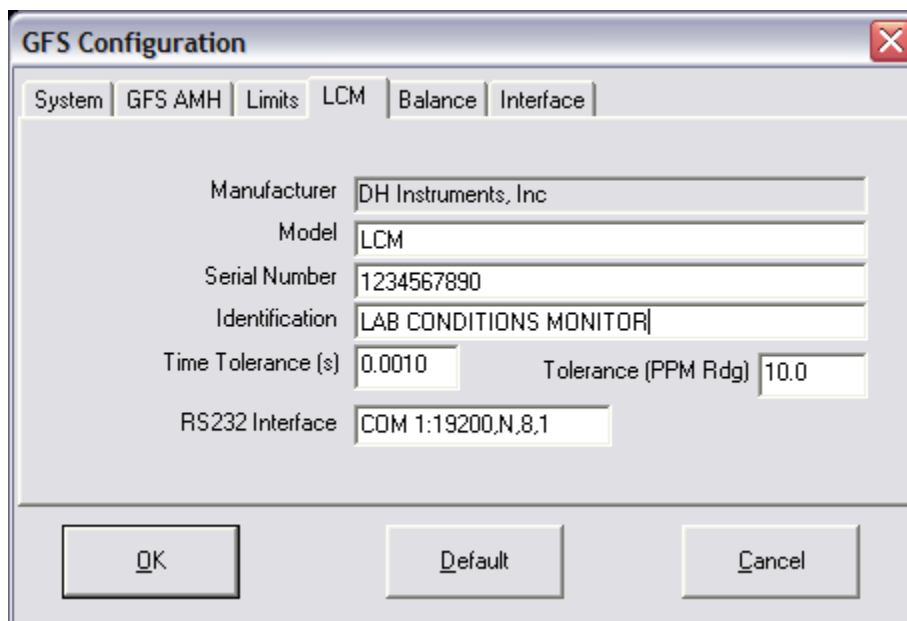 GFS Configuration
System GFS AMH Limits LCM Balance Interface
Manufacturer DH Instruments, Inc
Model LCM
Serial Number 1234567890
Identification LAB CONDITIONS MONITOR
Time Tolerance (s) 0.0010 Tolerance (PPM Rdg) 10.0
RS232 Interface COM 1:19200,N,8,1
OK Default Cancel